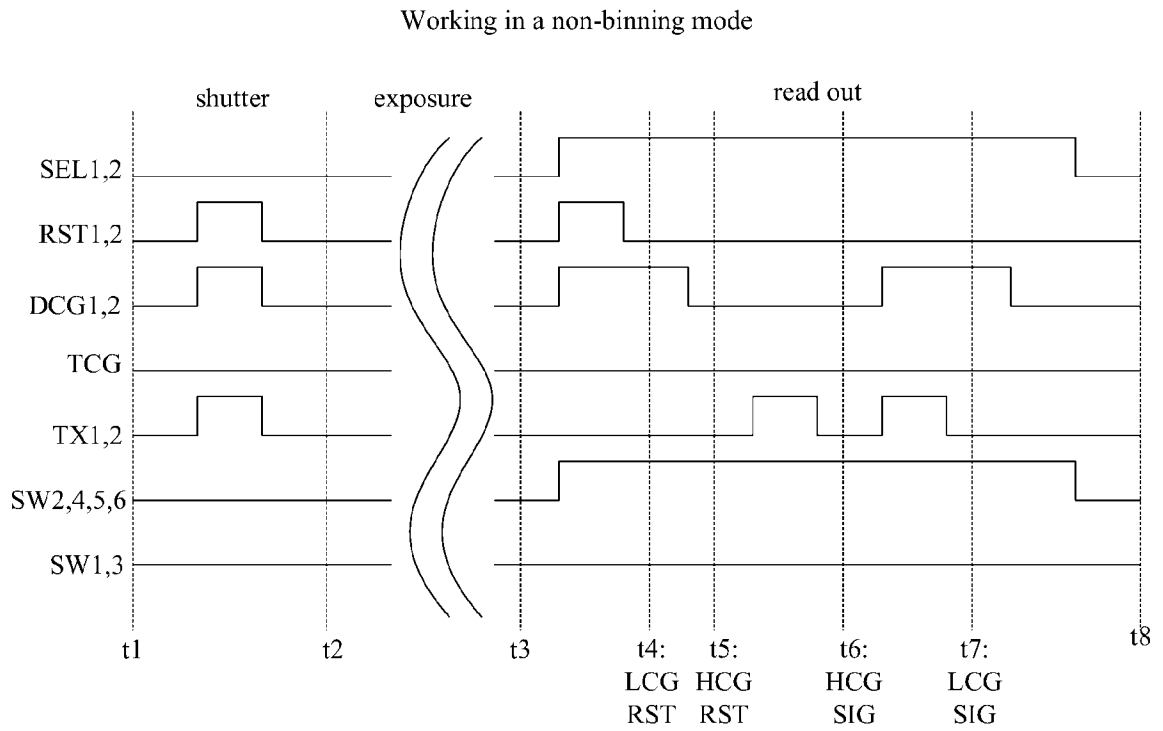 Working in a non-binning mode
shutter
exposure
read out
SEL1,2
RST1,2
DCG1,2
TCG
TX1,2
SW2,4,5,6
SW1,3
t1
t2
t3
t4:
LCG
RST
t5:
HCG
RST
t6:
HCG
SIG
t7:
LCG
SIG
t8